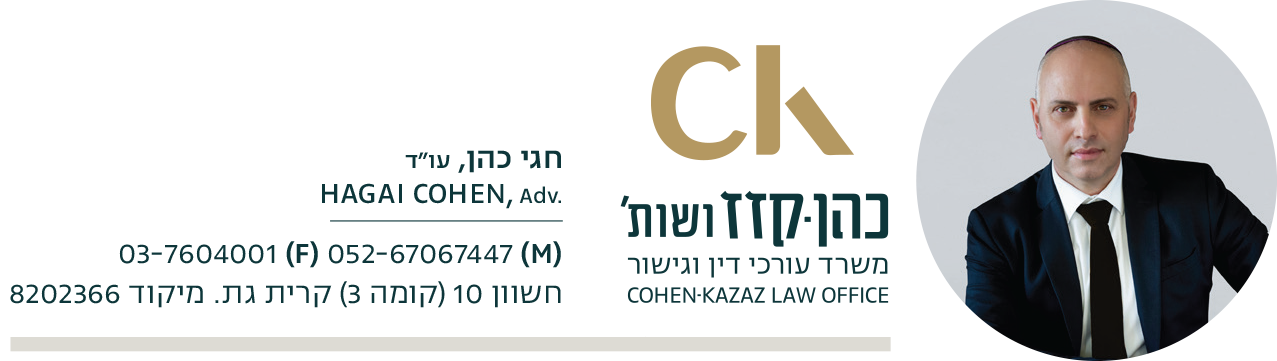 Ck
כהן-קזז ושות'
משרד עורכי דין וגישור
COHEN-KAZAZ LAW OFFICE
חגי כהן, עו"ד
HAGAI COHEN, Adv.
(M) 052-67067447 (F) 03-7604001
חשוון 10 (קומה 3) קרית גת. מיקוד 8202366